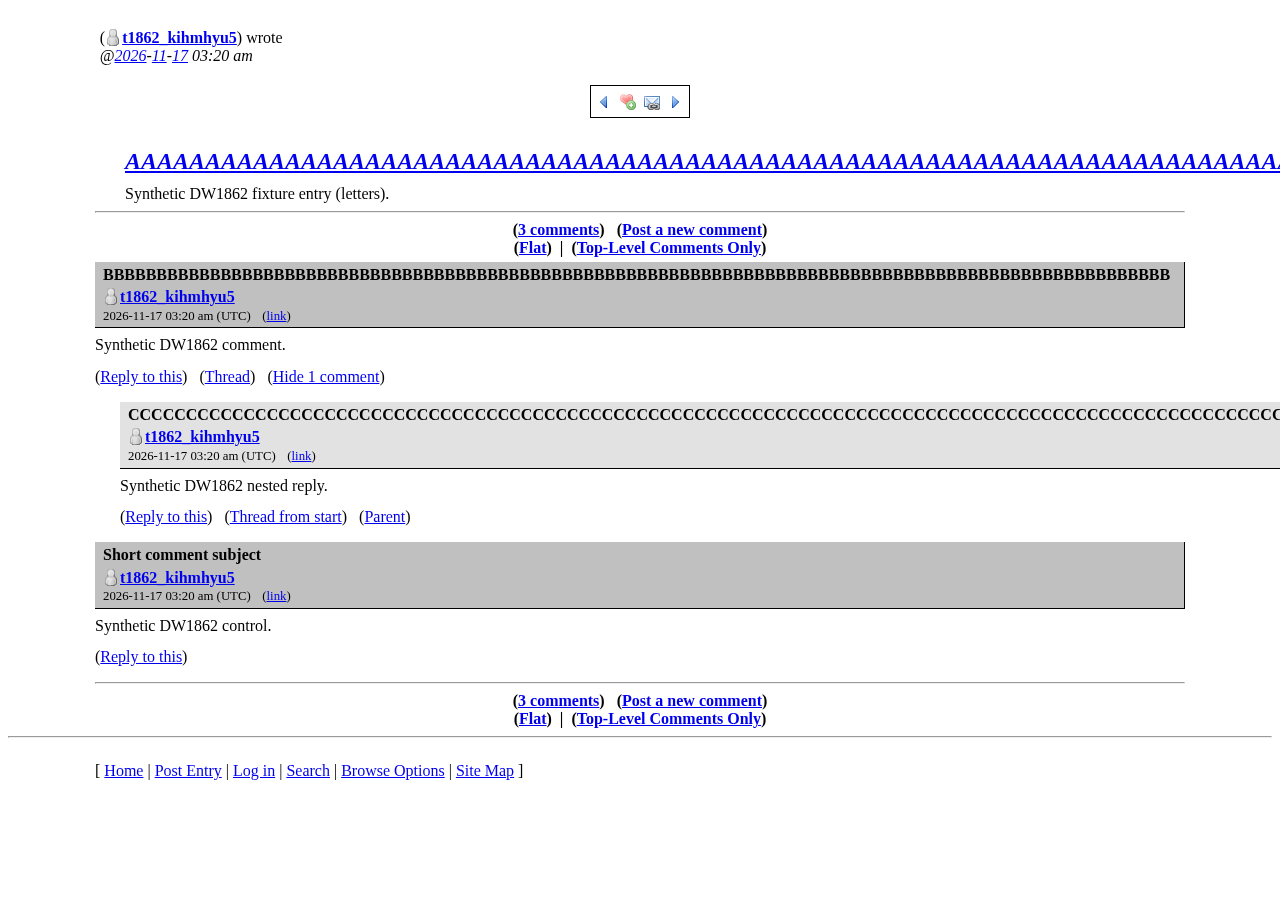 (t1862_kihmhyu5) wrote
@2026-11-17 03:20 am
AAAAAAAAAAAAAAAAAAAAAAAAAAAAAAAAAAAAAAAAAAAAAAAAAAAAAAAAAAAAAAAAAAAAAAAAA
Synthetic DW1862 fixture entry (letters).
(3 comments) (Post a new comment)
(Flat) | (Top-Level Comments Only)
BBBBBBBBBBBBBBBBBBBBBBBBBBBBBBBBBBBBBBBBBBBBBBBBBBBBBBBBBBBBBBBBBBBBBBBBBBBBBBBBBBBBBBBBBBBBBBBBBBBB
t1862_kihmhyu5
2026-11-17 03:20 am (UTC) (link)
Synthetic DW1862 comment.
(Reply to this) (Thread) (Hide 1 comment)
CCCCCCCCCCCCCCCCCCCCCCCCCCCCCCCCCCCCCCCCCCCCCCCCCCCCCCCCCCCCCCCCCCCCCCCCCCCCCCCCCCCCCCCCCCCCCCCCCCCC
t1862_kihmhyu5
2026-11-17 03:20 am (UTC) (link)
Synthetic DW1862 nested reply.
(Reply to this) (Thread from start) (Parent)
Short comment subject
t1862_kihmhyu5
2026-11-17 03:20 am (UTC) (link)
Synthetic DW1862 control.
(Reply to this)
(3 comments) (Post a new comment)
(Flat) | (Top-Level Comments Only)
[ Home | Post Entry | Log in | Search | Browse Options | Site Map ]